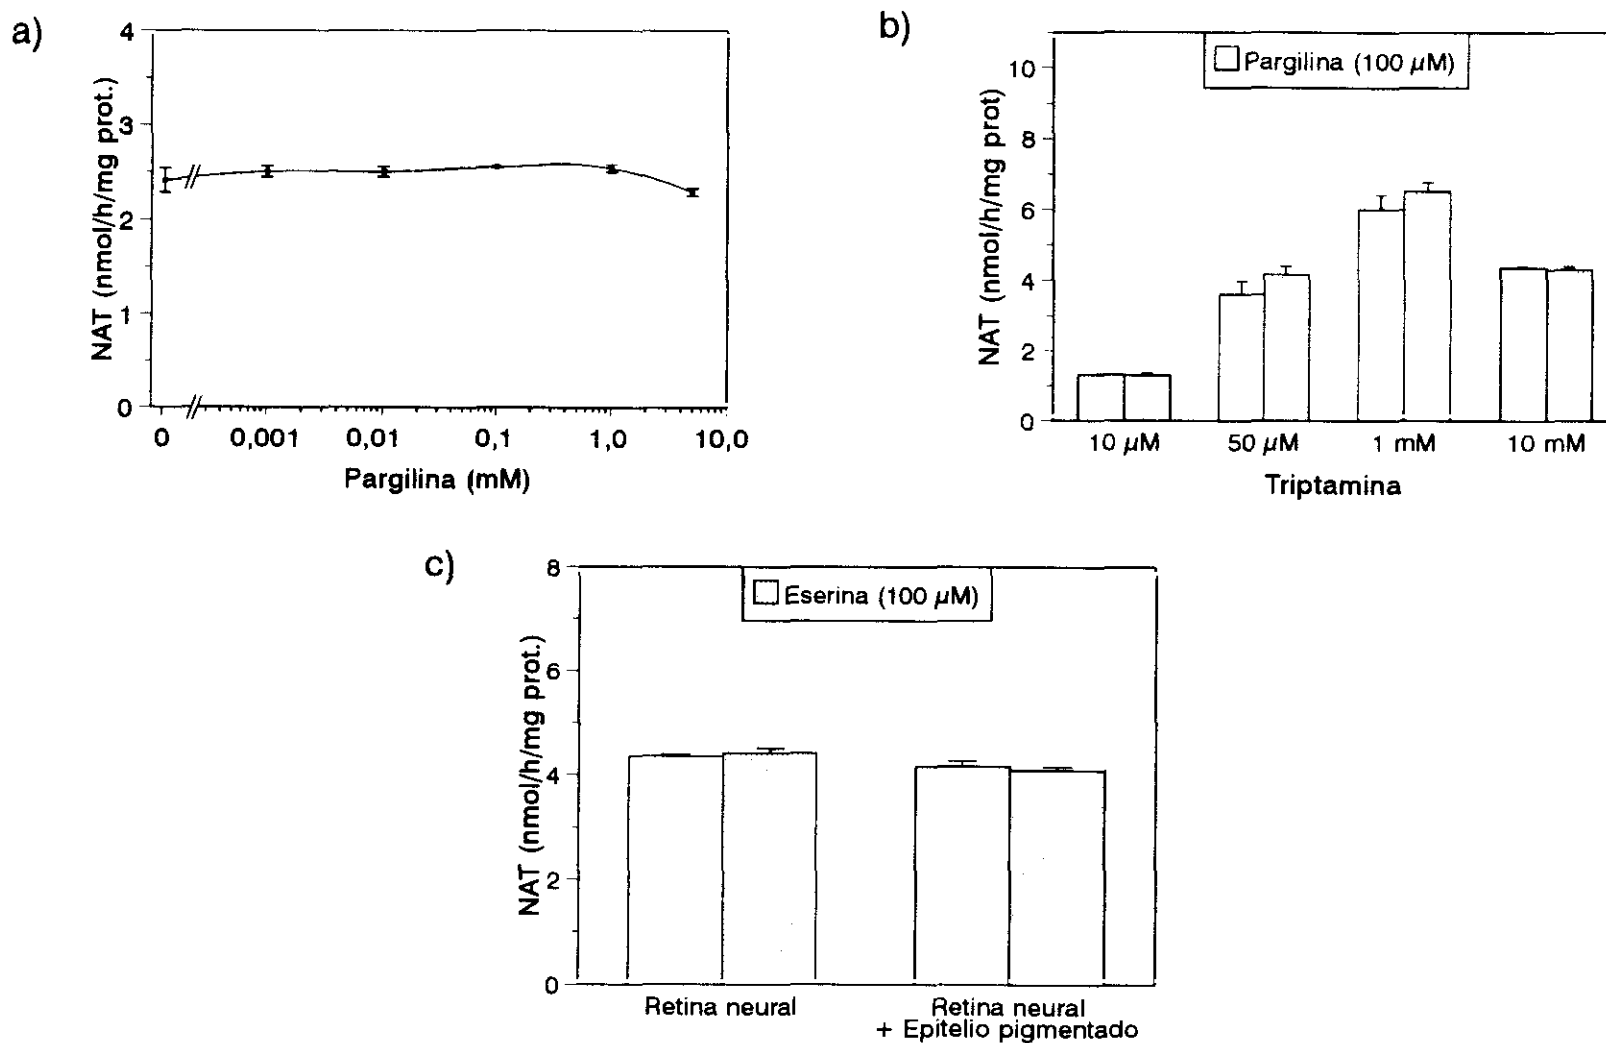 a)
4
3
2
1
0
NAT (nmol/h/mg prot.)
0 0,001 0,01 0,1 1,0 10,0
Pargilina (mM)
b)
Pargilina (100 µM)
10
8
6
4
2
0
NAT (nmol/h/mg prot)
10 µM 50 µM 1 mM 10 mM
Triptamina
c)
Eserina (100 µM)
8
6
4
2
0
NAT (nmol/h/mg prot.)
Retina neural
Retina neural
+ Epitelio pigmentado